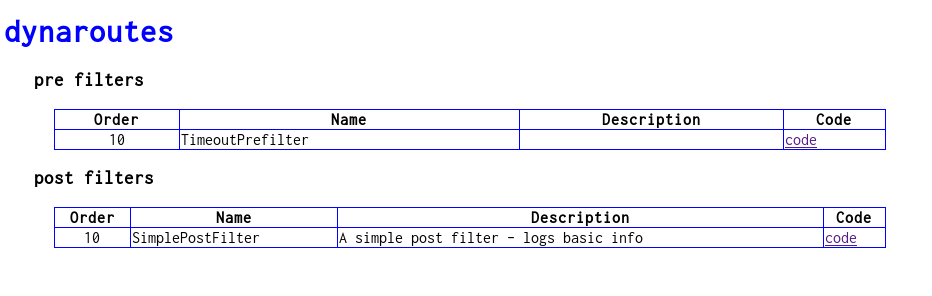 dynaroutes
pre filters
Order Name Description Code
10 TimeoutPrefilter code
post filters
Order Name Description Code
10 SimplePostFilter A simple post filter - logs basic info code